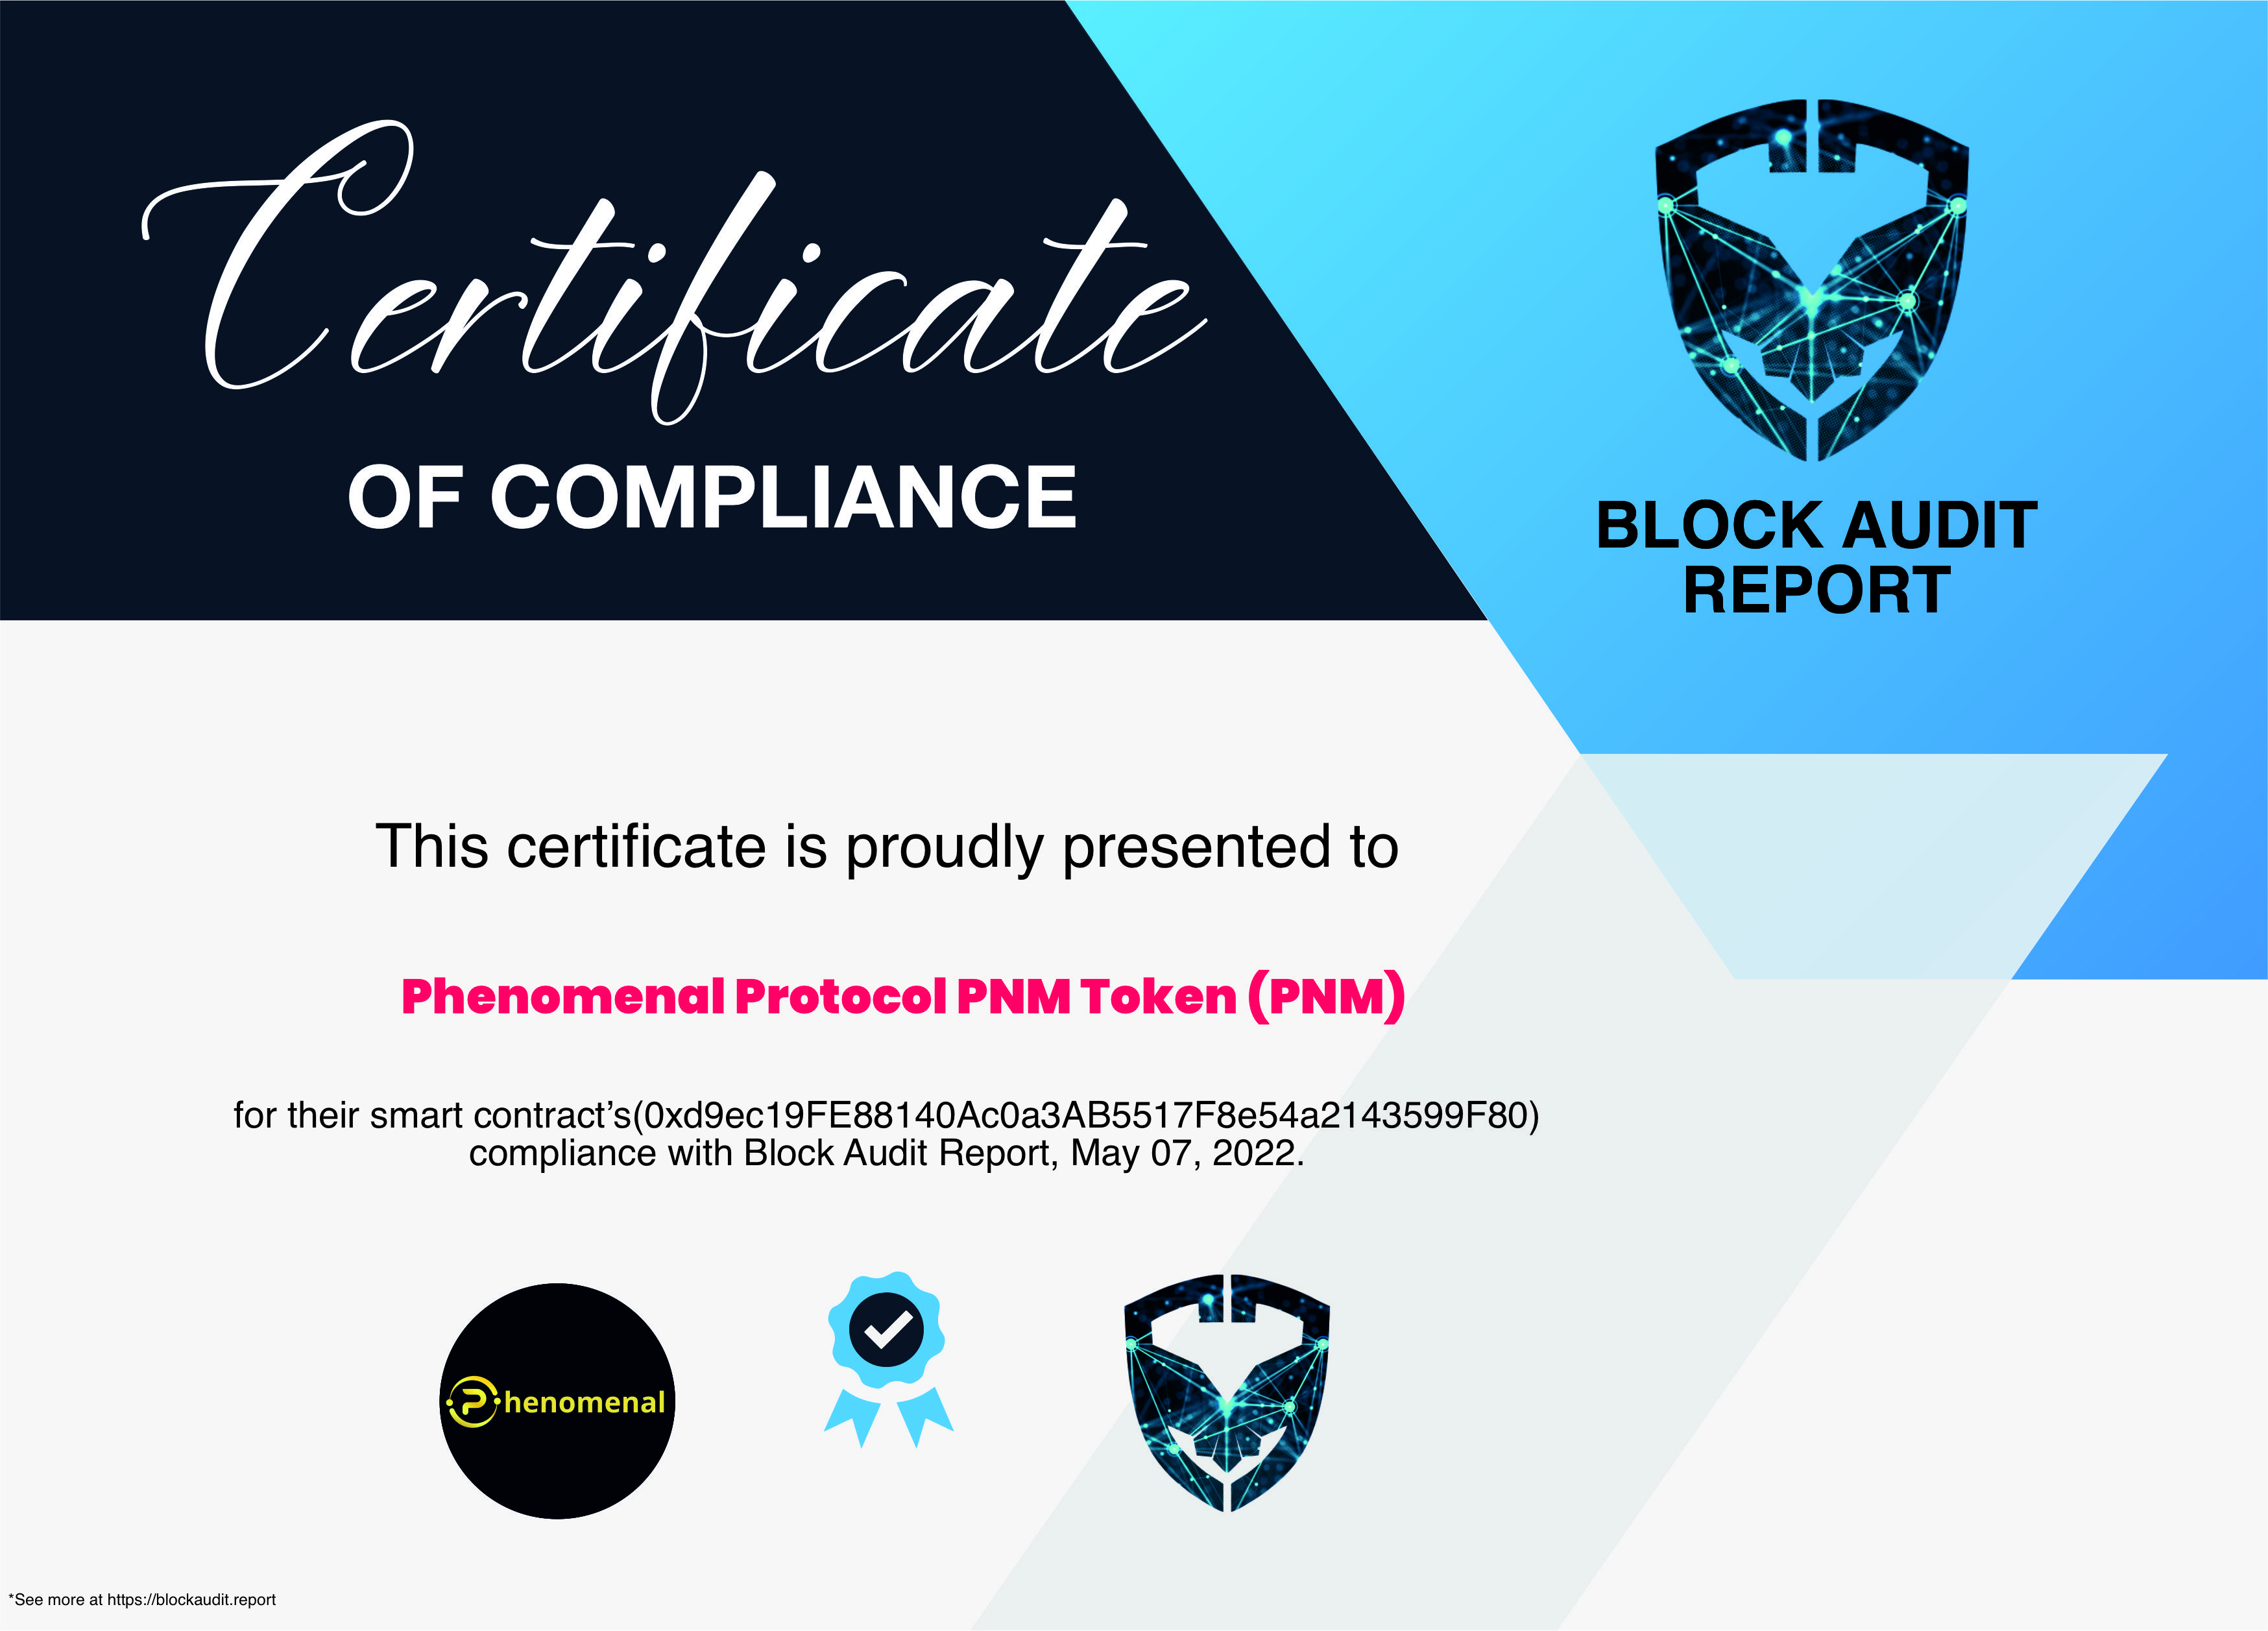 Certificate
OF COMPLIANCE
BLOCK AUDIT
REPORT
This certificate is proudly presented to
Phenomenal Protocol PNM Token (PNM)
for their smart contract’s(0xd9ec19FE88140Ac0a3AB5517F8e54a2143599F80)
compliance with Block Audit Report, May 07, 2022.
Phenomenal
*See more at https://blockaudit.report